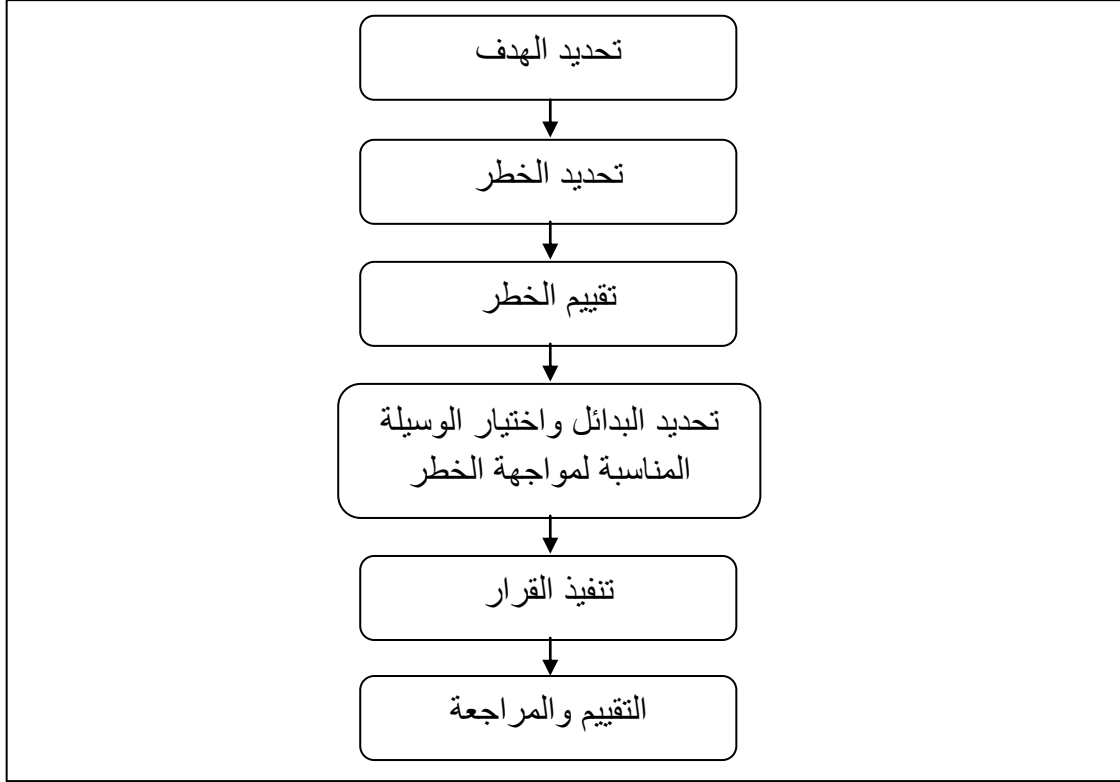 تحديد الهدف
تحديد الخطر
تقييم الخطر
تحديد البدائل واختيار الوسيلة
المناسبة لمواجهة الخطر
تنفيذ القرار
التقييم والمراجعة